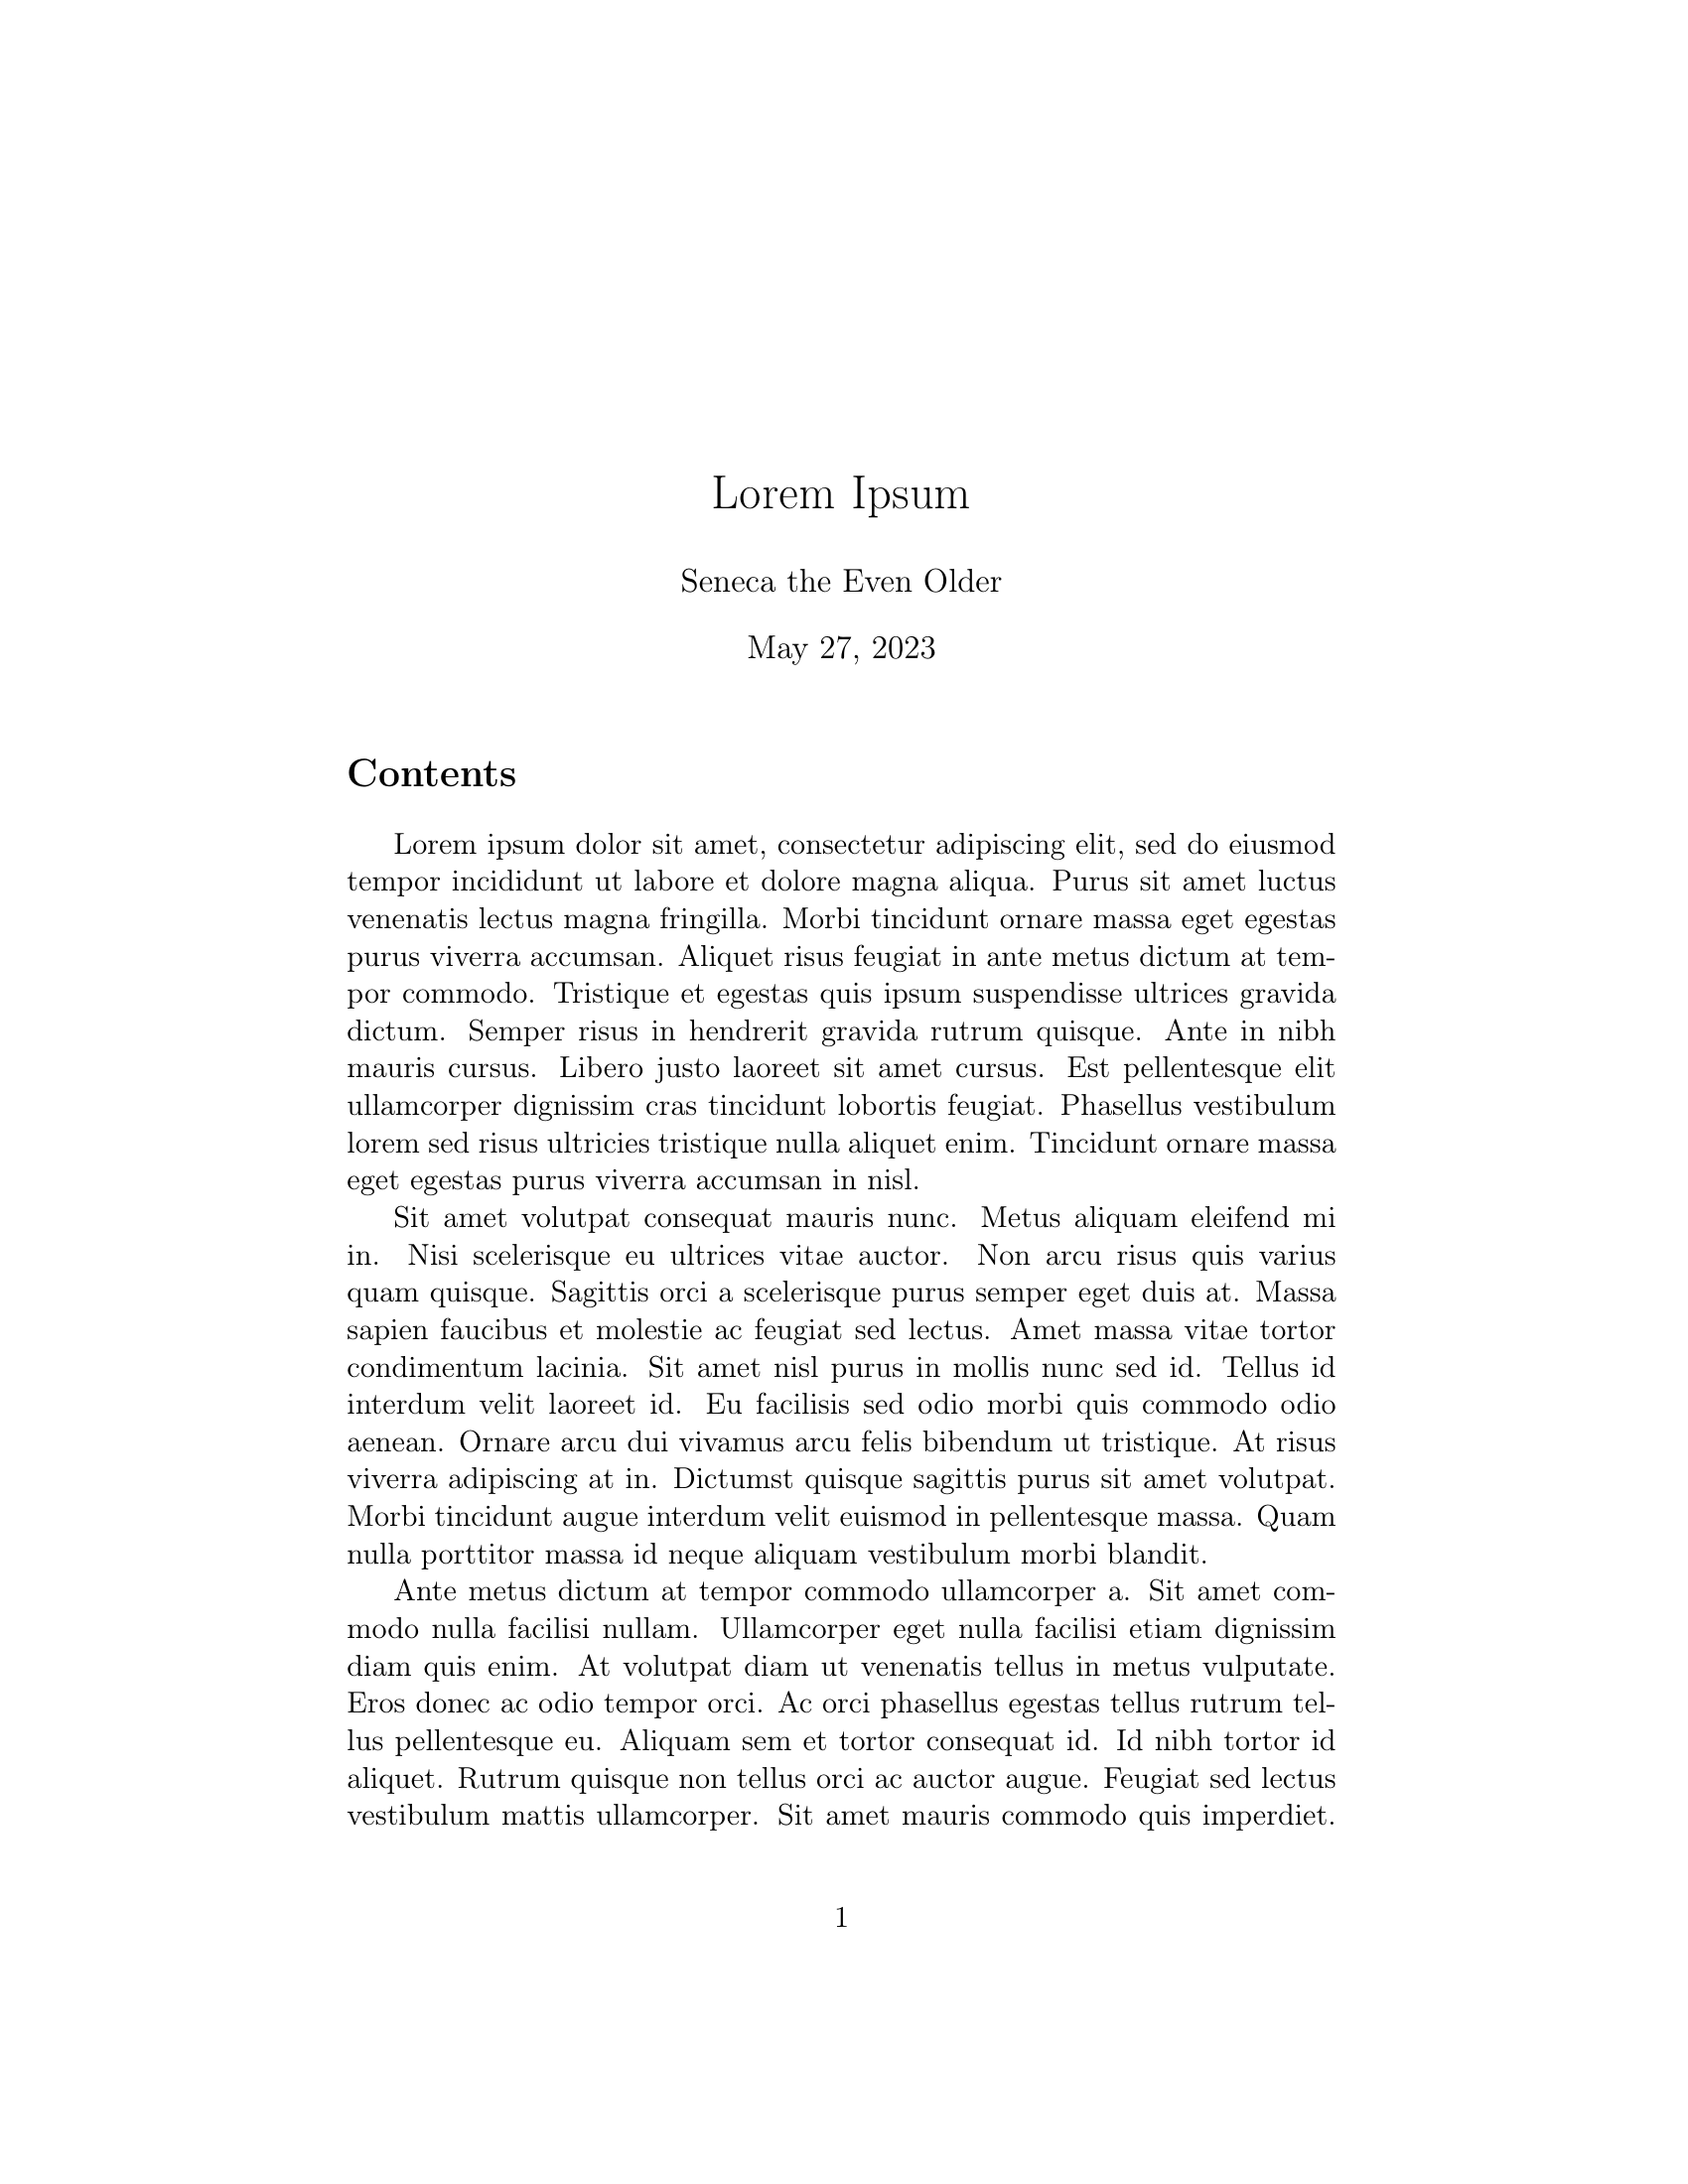 Lorem Ipsum
Seneca the Even Older
May 27, 2023
Contents
Lorem ipsum dolor sit amet, consectetur adipiscing elit, sed do eiusmod
tempor incididunt ut labore et dolore magna aliqua. Purus sit amet luctus
venenatis lectus magna fringilla. Morbi tincidunt ornare massa eget egestas
purus viverra accumsan. Aliquet risus feugiat in ante metus dictum at tem-
por commodo. Tristique et egestas quis ipsum suspendisse ultrices gravida
dictum. Semper risus in hendrerit gravida rutrum quisque. Ante in nibh
mauris cursus. Libero justo laoreet sit amet cursus. Est pellentesque elit
ullamcorper dignissim cras tincidunt lobortis feugiat. Phasellus vestibulum
lorem sed risus ultricies tristique nulla aliquet enim. Tincidunt ornare massa
eget egestas purus viverra accumsan in nisl.
Sit amet volutpat consequat mauris nunc. Metus aliquam eleifend mi
in. Nisi scelerisque eu ultrices vitae auctor. Non arcu risus quis varius
quam quisque. Sagittis orci a scelerisque purus semper eget duis at. Massa
sapien faucibus et molestie ac feugiat sed lectus. Amet massa vitae tortor
condimentum lacinia. Sit amet nisl purus in mollis nunc sed id. Tellus id
interdum velit laoreet id. Eu facilisis sed odio morbi quis commodo odio
aenean. Ornare arcu dui vivamus arcu felis bibendum ut tristique. At risus
viverra adipiscing at in. Dictumst quisque sagittis purus sit amet volutpat.
Morbi tincidunt augue interdum velit euismod in pellentesque massa. Quam
nulla porttitor massa id neque aliquam vestibulum morbi blandit.
Ante metus dictum at tempor commodo ullamcorper a. Sit amet com-
modo nulla facilisi nullam. Ullamcorper eget nulla facilisi etiam dignissim
diam quis enim. At volutpat diam ut venenatis tellus in metus vulputate.
Eros donec ac odio tempor orci. Ac orci phasellus egestas tellus rutrum tel-
lus pellentesque eu. Aliquam sem et tortor consequat id. Id nibh tortor id
aliquet. Rutrum quisque non tellus orci ac auctor augue. Feugiat sed lectus
vestibulum mattis ullamcorper. Sit amet mauris commodo quis imperdiet.
1